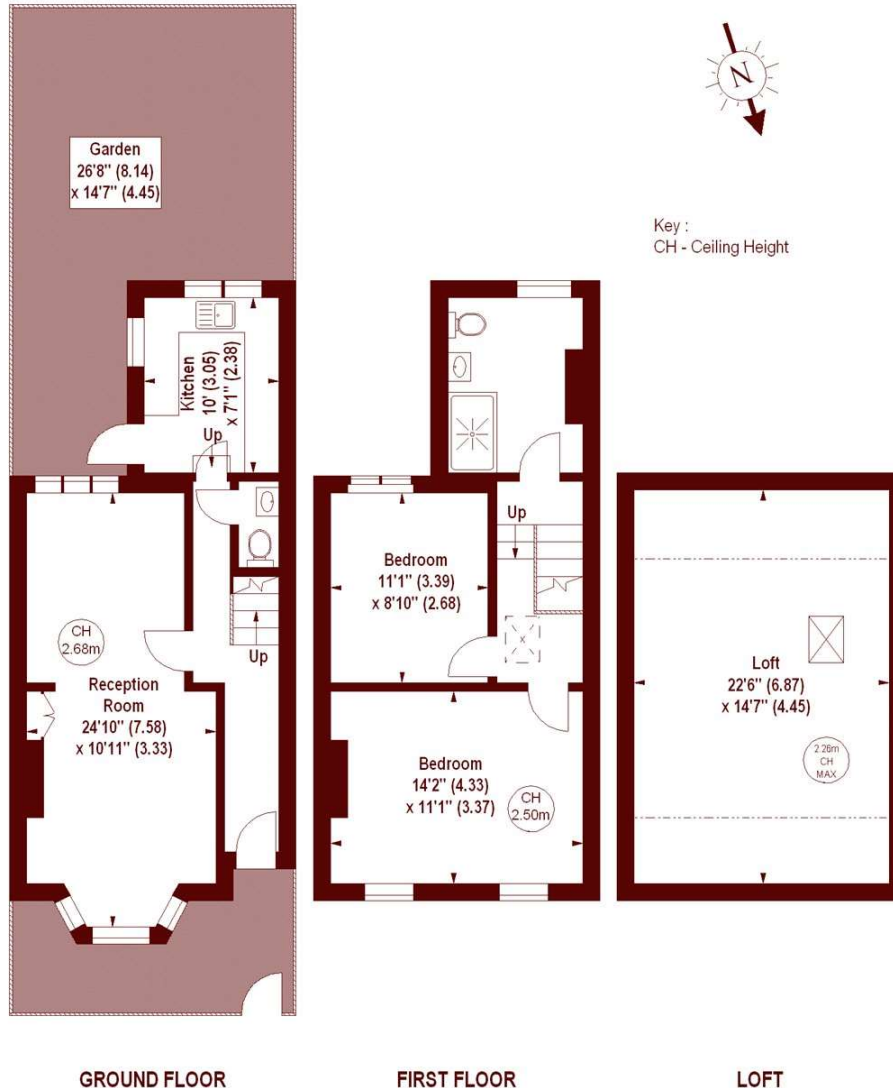 N
Garden
26'8" (8.14)
x 14'7" (4.45)
Key :
CH - Ceiling Height
Kitchen
10' (3.05)
x 7'1" (2.38)
Up
CH
2.68m
Up
Reception
Room
24'10" (7.58)
x 10'11" (3.33)
Up
Bedroom
11'1" (3.39)
x 8'10" (2.68)
Bedroom
14'2" (4.33)
x 11'1" (3.37)
CH
2.50m
Loft
22'6" (6.87)
x 14'7" (4.45)
2.26m
CH
MAX
GROUND FLOOR
FIRST FLOOR
LOFT